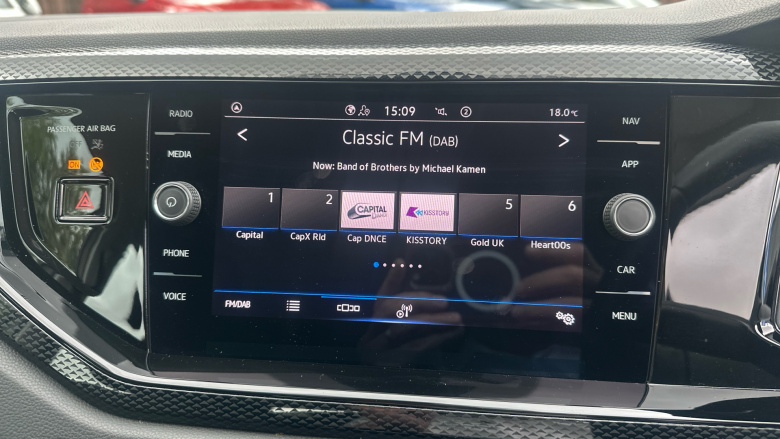 PASSENGER AIR BAG
ON
RADIO
MEDIA
PHONE
VOICE
15:09
2
18.0°C
< Classic FM (DAB) >
Now: Band of Brothers by Michael Kamen
1
2
CAPITAL
KISSTORY
5
6
Capital
CapX Rld
Cap DNCE
KISSTORY
Gold UK
Heart00s
FM/DAB
NAV
APP
CAR
MENU